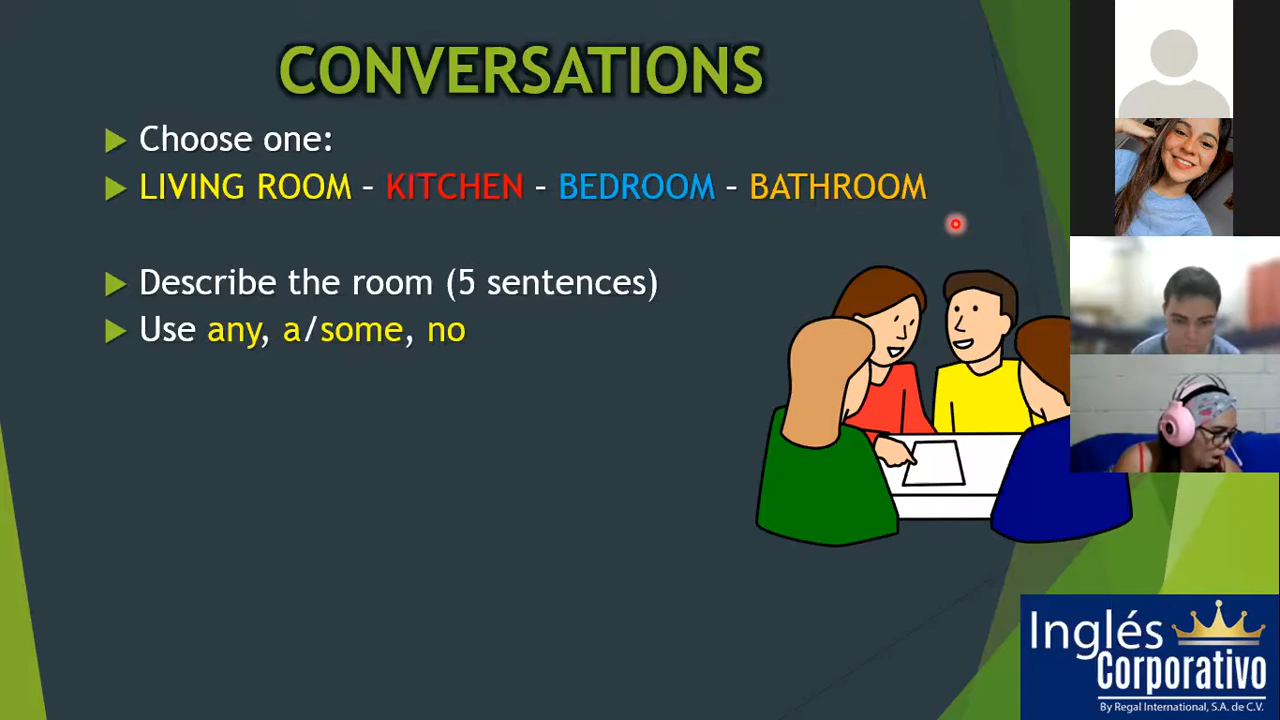 CONVERSATIONS
Choose one:
LIVING ROOM – KITCHEN – BEDROOM – BATHROOM
Describe the room (5 sentences)
Use any, a/some, no
Inglés
Corporativo
By Regal International, S.A. de C.V.